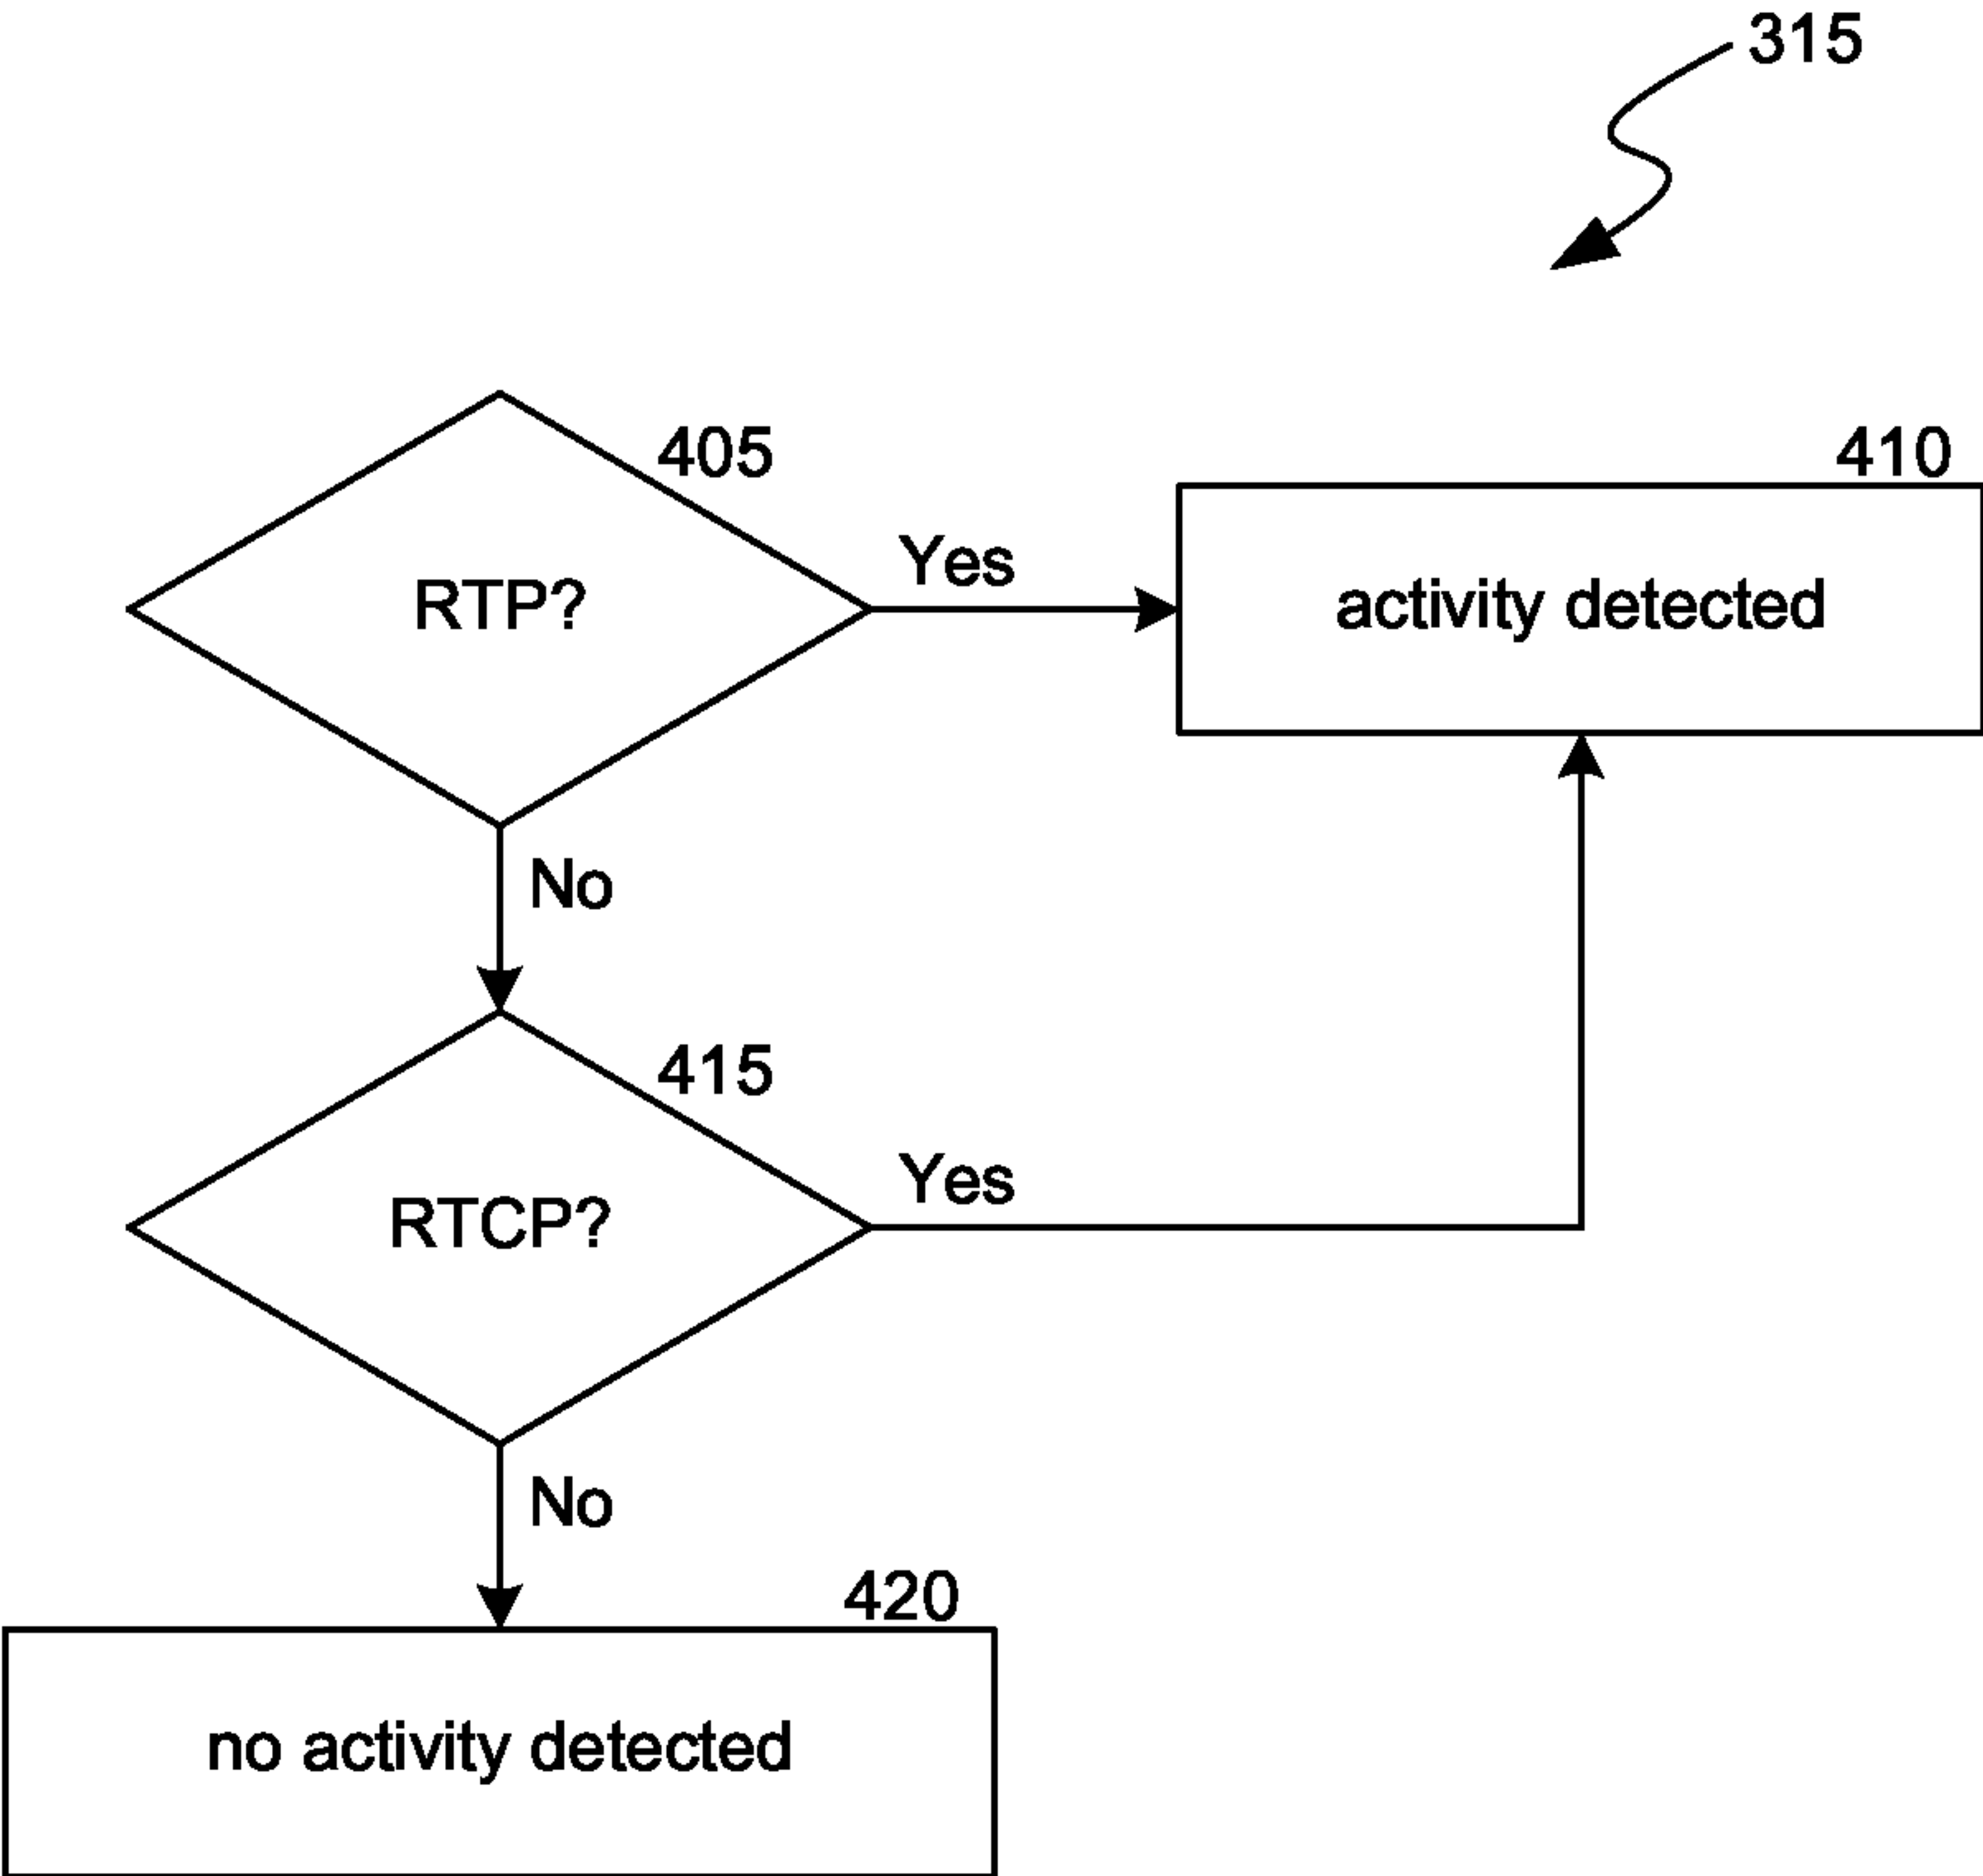 315
405
410
RTP?
Yes
activity detected
No
415
RTCP?
Yes
No
420
no activity detected